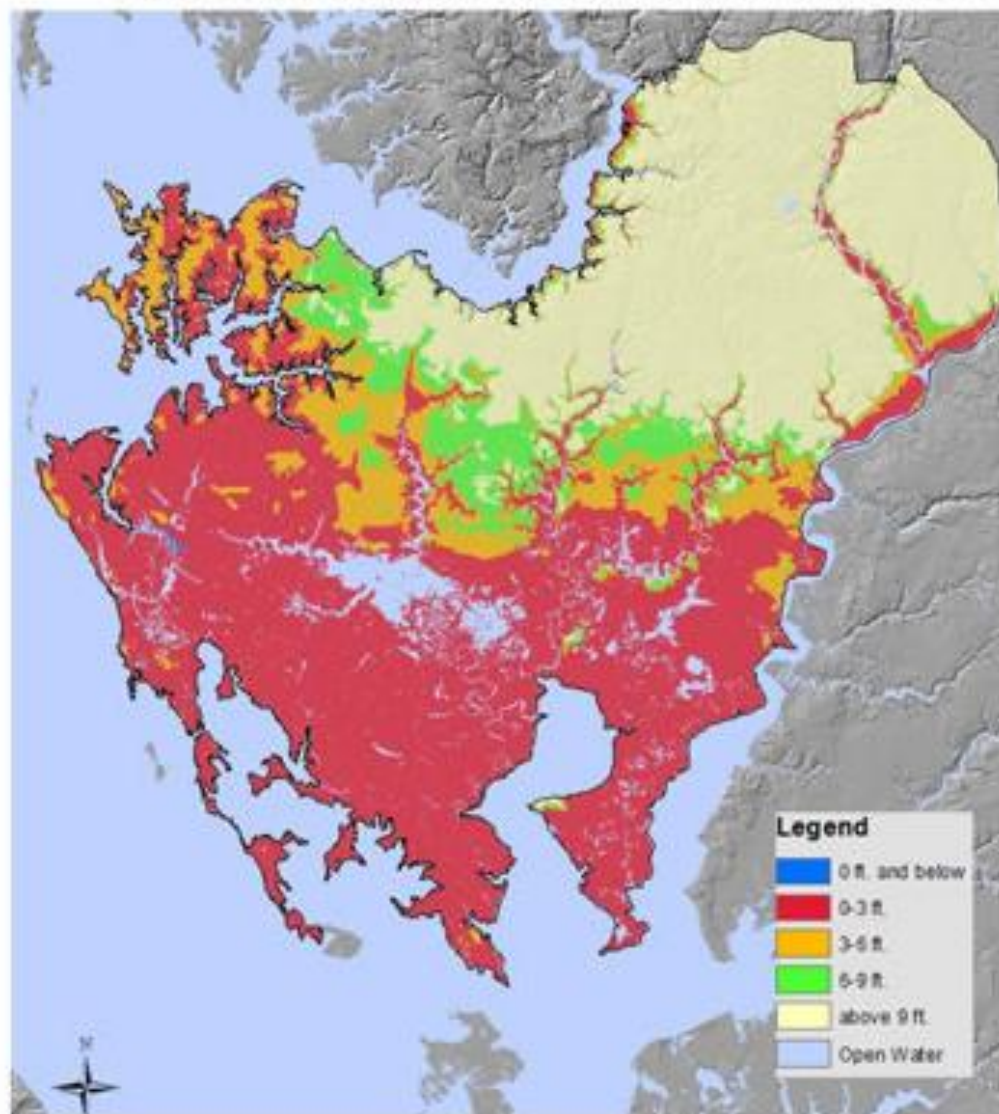 Legend
0 ft. and below
0-3 ft.
3-6 ft.
6-9 ft.
above 9 ft.
Open Water
N